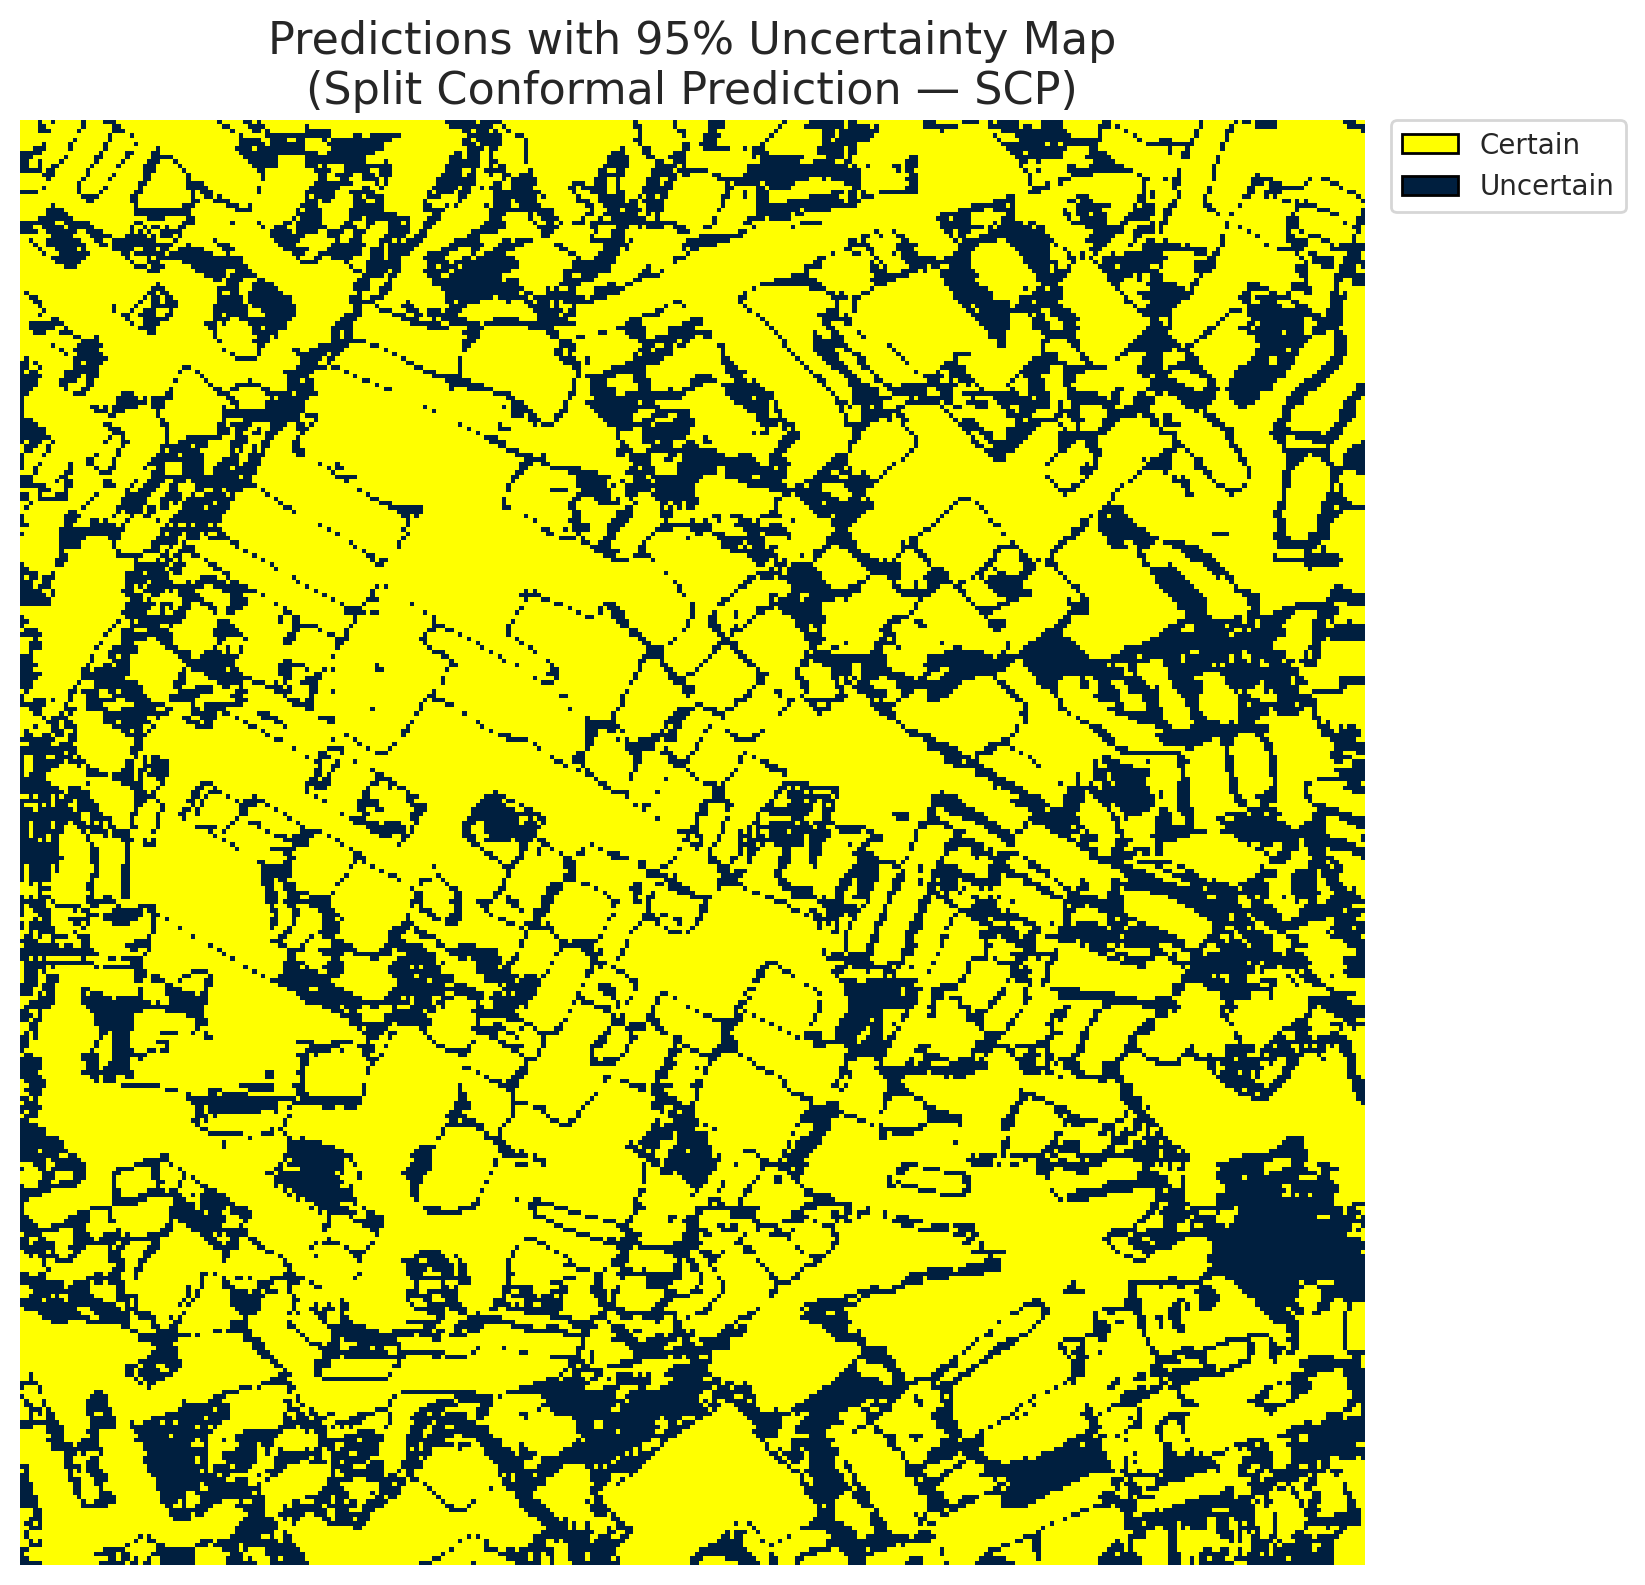 Predictions with 95% Uncertainty Map
(Split Conformal Prediction — SCP)
Certain
Uncertain